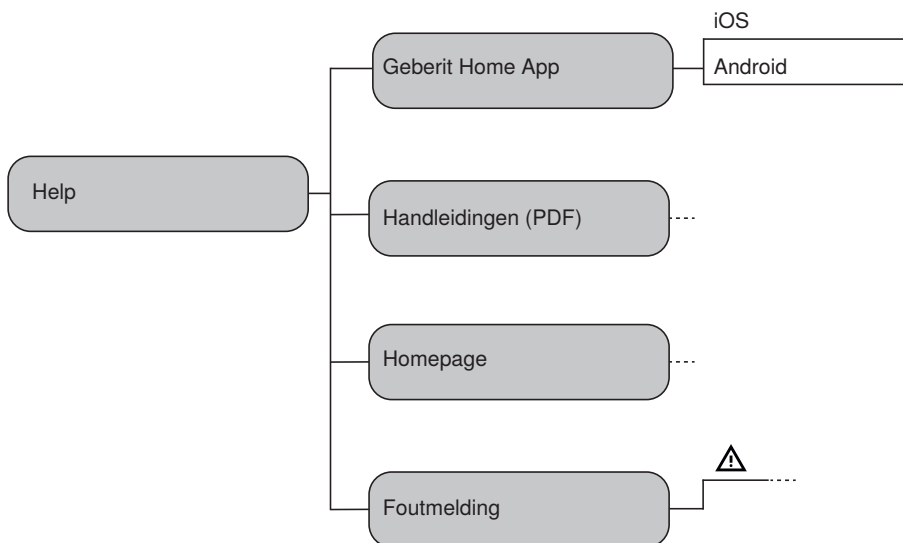 iOS
Geberit Home App
Android
Help
Handleidingen (PDF)
Homepage
Foutmelding